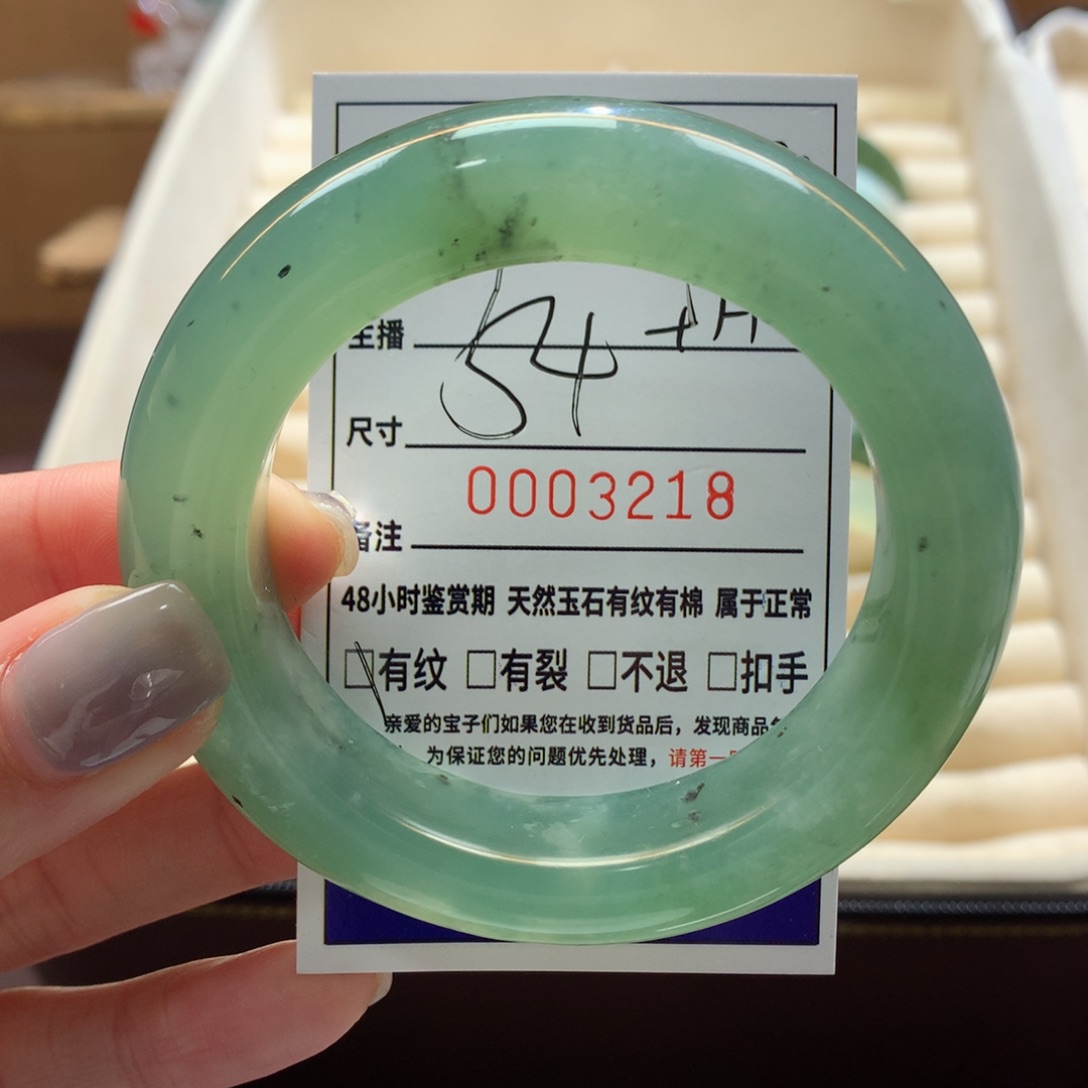 主播
尺寸 54
0003218
备注
48小时鉴赏期 天然玉石有纹有棉 属于正常
□有纹 □有裂 □不退 □扣手
亲爱的宝子们如果您在收到货品后，发现商品
为保证您的问题优先处理，请第一